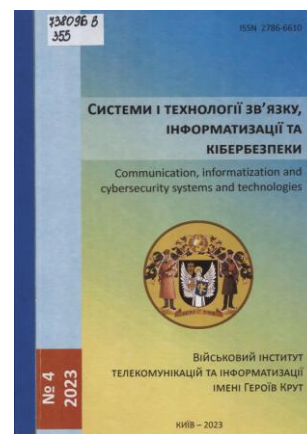 738096 В
355
ISSN 2786-6610
СИСТЕМИ І ТЕХНОЛОГІЇ ЗВ'ЯЗКУ,
ІНФОРМАТИЗАЦІЇ ТА
КІБЕРБЕЗПЕКИ
Communication, informatization and
cybersecurity systems and technologies
ВІЙСЬКОВИЙ ІНСТИТУТ
ТЕЛЕКОМУНІКАЦІЙ ТА ІНФОРМАТИЗАЦІЇ
ІМЕНІ ГЕРОЇВ КРУТ
№ 4
2023
КИЇВ – 2023